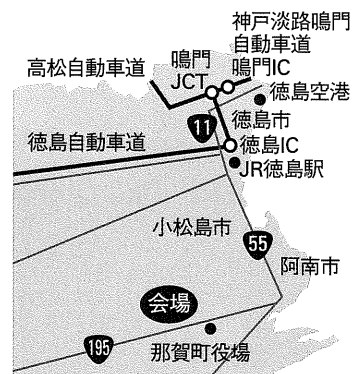 神戸淡路鳴門
自動車道
鳴門IC
鳴門
JCT
高松自動車道
徳島空港
11
徳島市
徳島自動車道
徳島IC
JR徳島駅
小松島市
55
阿南市
会場
195
那賀町役場